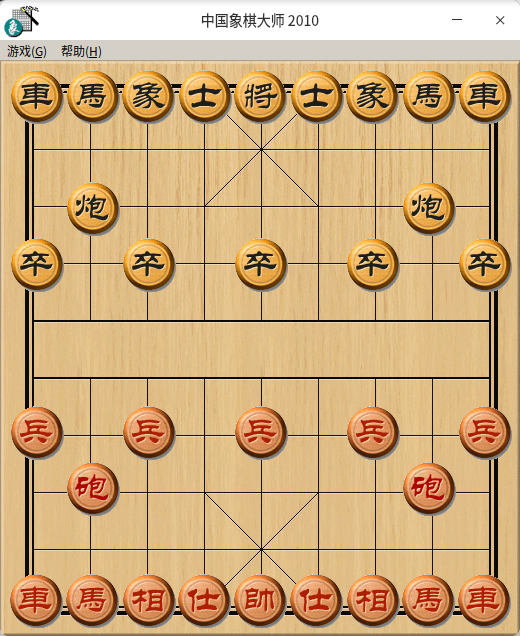 中国象棋大师 2010
游戏(G) 帮助(H)
車馬象士將士象馬車
炮炮
卒卒卒卒卒
兵兵兵兵兵
砲砲
車馬相仕帥仕相馬車